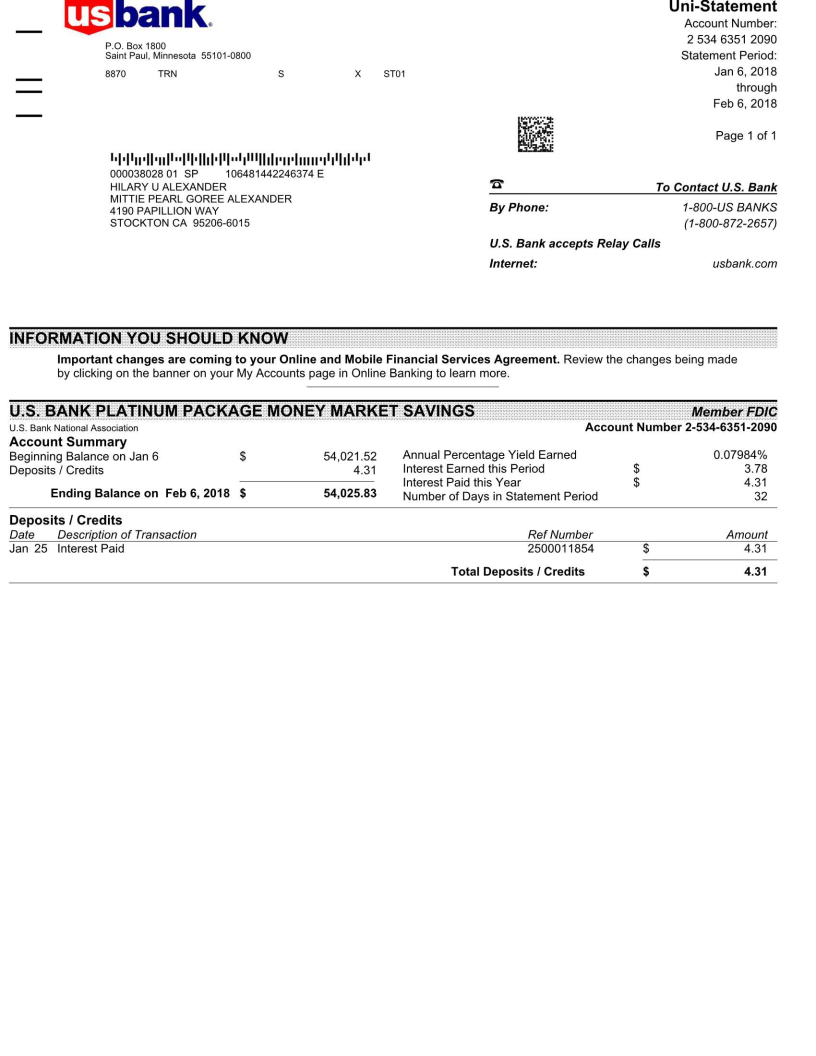 usbank.
P.O. Box 1800
Saint Paul, Minnesota 55101-0800
8870 TRN S X ST01
Uni-Statement
Account Number:
2 534 6351 2090
Statement Period:
Jan 6, 2018
through
Feb 6, 2018
Page 1 of 1
000038028 01 SP 106481442246374 E
HILARY U ALEXANDER
MITTIE PEARL GOREE ALEXANDER
4190 PAPILLION WAY
STOCKTON CA 95206-6015
☎ To Contact U.S. Bank
By Phone: 1-800-US BANKS
(1-800-872-2657)
U.S. Bank accepts Relay Calls
Internet: usbank.com
INFORMATION YOU SHOULD KNOW
Important changes are coming to your Online and Mobile Financial Services Agreement. Review the changes being made
by clicking on the banner on your My Accounts page in Online Banking to learn more.
U.S. BANK PLATINUM PACKAGE MONEY MARKET SAVINGS Member FDIC
U.S. Bank National Association Account Number 2-534-6351-2090
Account Summary
Beginning Balance on Jan 6 $ 54,021.52
Deposits / Credits 4.31
Ending Balance on Feb 6, 2018 $ 54,025.83
Annual Percentage Yield Earned 0.07984%
Interest Earned this Period $ 3.78
Interest Paid this Year $ 4.31
Number of Days in Statement Period 32
Deposits / Credits
Date Description of Transaction Ref Number Amount
Jan 25 Interest Paid 2500011854 $ 4.31
Total Deposits / Credits $ 4.31